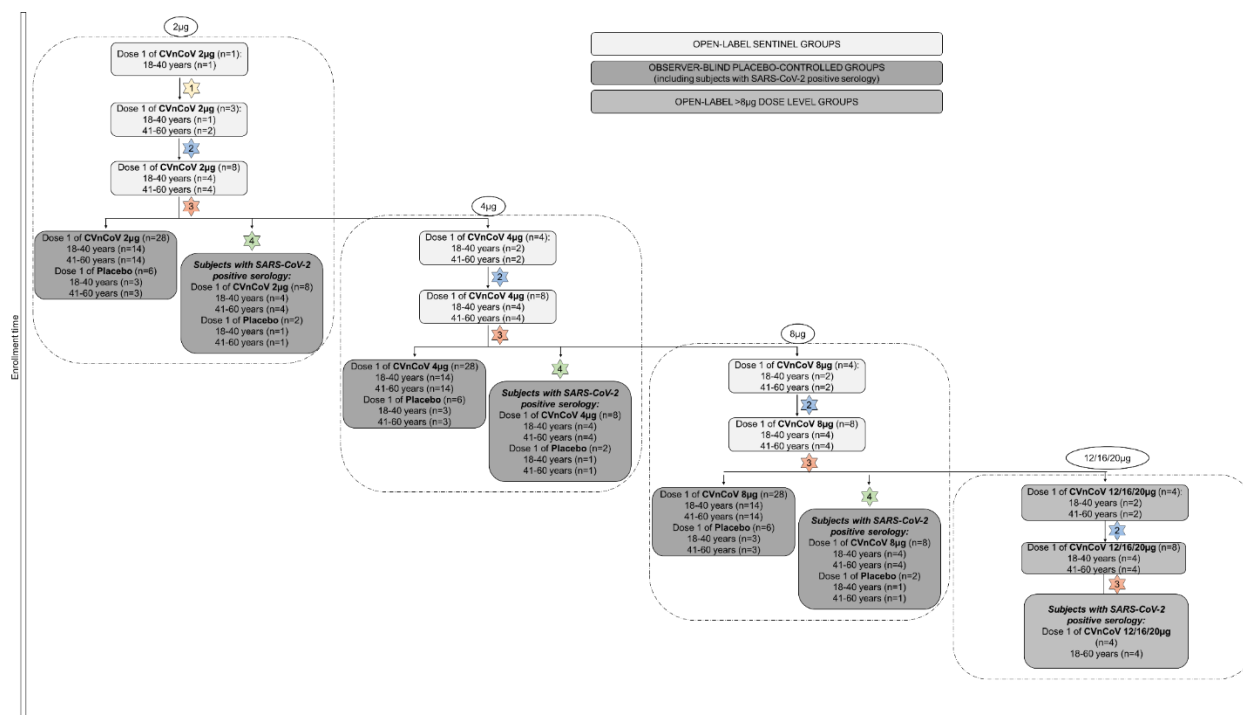 Enrollment time
OPEN-LABEL SENTINEL GROUPS
OBSERVER-BLIND PLACEBO-CONTROLLED GROUPS
(including subjects with SARS-CoV-2 positive serology)
OPEN-LABEL >8µg DOSE LEVEL GROUPS
2µg
Dose 1 of CVnCoV 2µg (n=1):
18-40 years (n=1)
1
Dose 1 of CVnCoV 2µg (n=3):
18-40 years (n=1)
41-60 years (n=2)
2
Dose 1 of CVnCoV 2µg (n=8)
18-40 years (n=4)
41-60 years (n=4)
3
Dose 1 of CVnCoV 2µg (n=28)
18-40 years (n=14)
41-60 years (n=14)
Dose 1 of Placebo (n=6)
18-40 years (n=3)
41-60 years (n=3)
4
Subjects with SARS-CoV-2
positive serology:
Dose 1 of CVnCoV 2µg (n=8)
18-40 years (n=4)
41-60 years (n=4)
Dose 1 of Placebo (n=2)
18-40 years (n=1)
41-60 years (n=1)
4µg
Dose 1 of CVnCoV 4µg (n=4):
18-40 years (n=2)
41-60 years (n=2)
2
Dose 1 of CVnCoV 4µg (n=8)
18-40 years (n=4)
41-60 years (n=4)
3
Dose 1 of CVnCoV 4µg (n=28)
18-40 years (n=14)
41-60 years (n=14)
Dose 1 of Placebo (n=6)
18-40 years (n=3)
41-60 years (n=3)
4
Subjects with SARS-CoV-2
positive serology:
Dose 1 of CVnCoV 4µg (n=8)
18-40 years (n=4)
41-60 years (n=4)
Dose 1 of Placebo (n=2)
18-40 years (n=1)
41-60 years (n=1)
8µg
Dose 1 of CVnCoV 8µg (n=4):
18-40 years (n=2)
41-60 years (n=2)
2
Dose 1 of CVnCoV 8µg (n=8)
18-40 years (n=4)
41-60 years (n=4)
3
Dose 1 of CVnCoV 8µg (n=28)
18-40 years (n=14)
41-60 years (n=14)
Dose 1 of Placebo (n=6)
18-40 years (n=3)
41-60 years (n=3)
4
Subjects with SARS-CoV-2
positive serology:
Dose 1 of CVnCoV 8µg (n=8)
18-40 years (n=4)
41-60 years (n=4)
Dose 1 of Placebo (n=2)
18-40 years (n=1)
41-60 years (n=1)
12/16/20µg
Dose 1 of CVnCoV 12/16/20µg (n=4):
18-40 years (n=2)
41-60 years (n=2)
2
Dose 1 of CVnCoV 12/16/20µg (n=8)
18-40 years (n=4)
41-60 years (n=4)
3
Subjects with SARS-CoV-2
positive serology:
Dose 1 of CVnCoV 12/16/20µg
(n=4)
18-60 years (n=4)